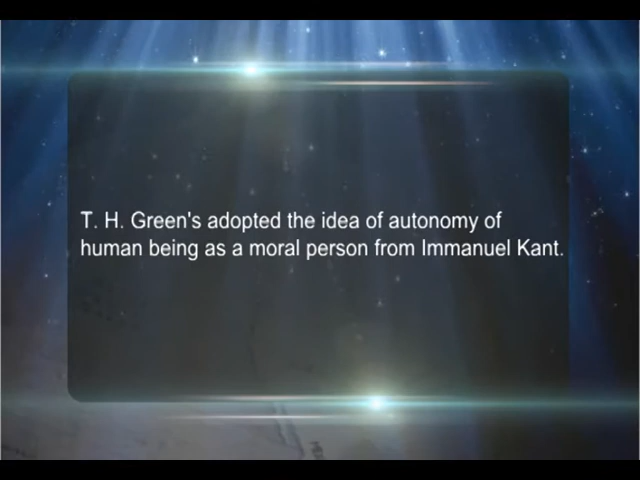 T. H. Green's adopted the idea of autonomy of
human being as a moral person from Immanuel Kant.